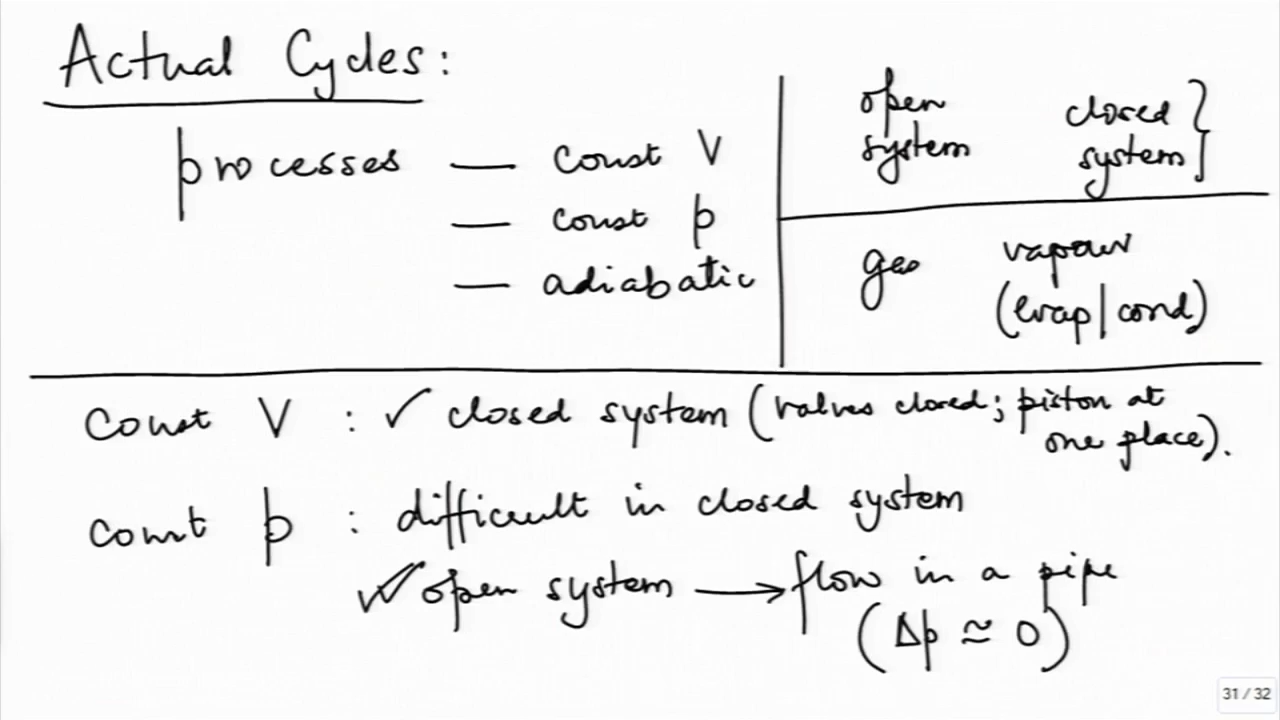 Actual Cycles:
processes — const V
— const p
— adiabatic
open system
closed system }
gas
vapour
(evap|cond)
const V : ✓ closed system (valves closed; piston at
one place).
const p : difficult in closed system
✓ open system → flow in a pipe
(Δp ≃ 0)
31 / 32